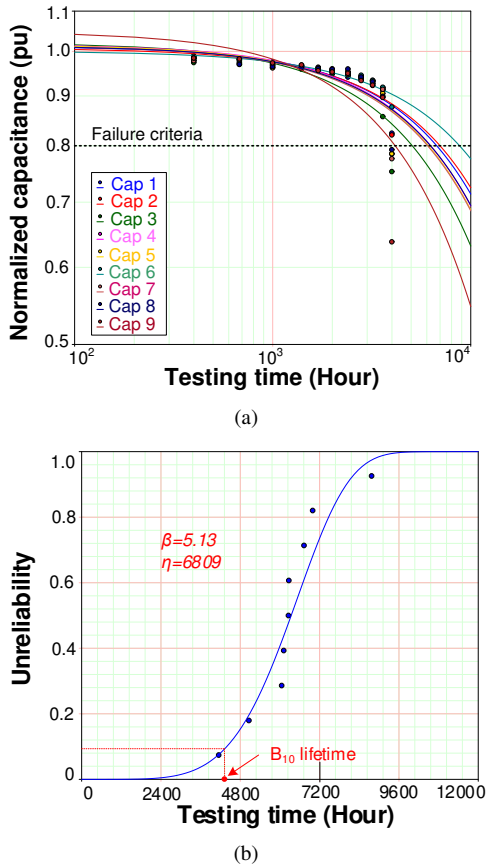 1.1
1.0
0.9
0.8
0.7
0.6
0.5
Normalized capacitance (pu)
Failure criteria
Cap 1
Cap 2
Cap 3
Cap 4
Cap 5
Cap 6
Cap 7
Cap 8
Cap 9
10² 10³ 10⁴
Testing time (Hour)
(a)
1.0
0.8
0.6
0.4
0.2
0
Unreliability
β=5.13
η=6809
B₁₀ lifetime
0 2400 4800 7200 9600 12000
Testing time (Hour)
(b)